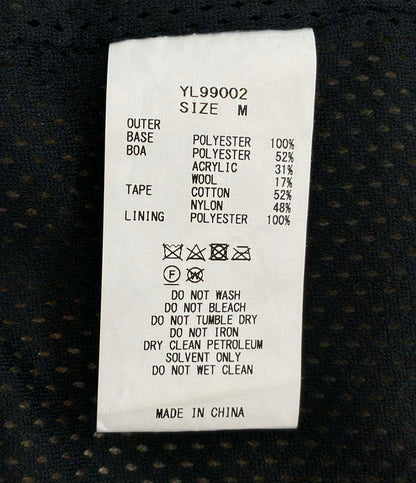 YL99002
SIZE M
OUTER
BASE POLYESTER 100%
BOA POLYESTER 52%
ACRYLIC 31%
WOOL 17%
TAPE COTTON 52%
NYLON 48%
LINING POLYESTER 100%
F W
DO NOT WASH
DO NOT BLEACH
DO NOT TUMBLE DRY
DO NOT IRON
DRY CLEAN PETROLEUM
SOLVENT ONLY
DO NOT WET CLEAN
MADE IN CHINA